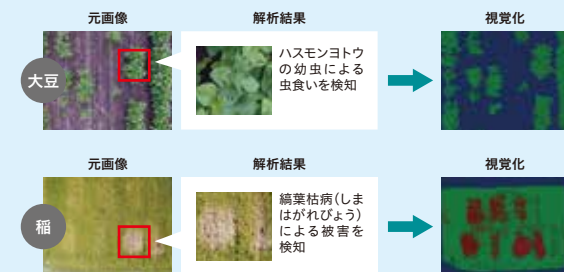 元画像
解析結果
視覚化
大豆
ハスモンヨトウ
の幼虫による
虫食いを検知
元画像
解析結果
視覚化
稲
縞葉枯病(しま
はがれびょう)
による被害を
検知